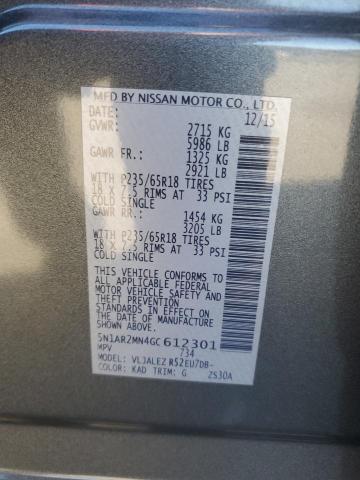 MFD BY NISSAN MOTOR CO., LTD.
DATE: 12/15
GVWR: 2715 KG
5986 LB
GAWR FR.: 1325 KG
2921 LB
WITH P235/65R18 TIRES
18 X 7.5 RIMS AT 33 PSI
COLD SINGLE
GAWR RR.: 1454 KG
3205 LB
WITH P235/65R18 TIRES
18 X 7.5 RIMS AT 33 PSI
COLD SINGLE
THIS VEHICLE CONFORMS TO
ALL APPLICABLE FEDERAL
MOTOR VEHICLE SAFETY AND
THEFT PREVENTION
STANDARDS IN EFFECT ON
THE DATE OF MANUFACTURE
SHOWN ABOVE.
5N1AR2MN4GC612301
MPV 734
MODEL: VLJALEZ R52EU7DB-
COLOR: KAD TRIM: G ZS30A